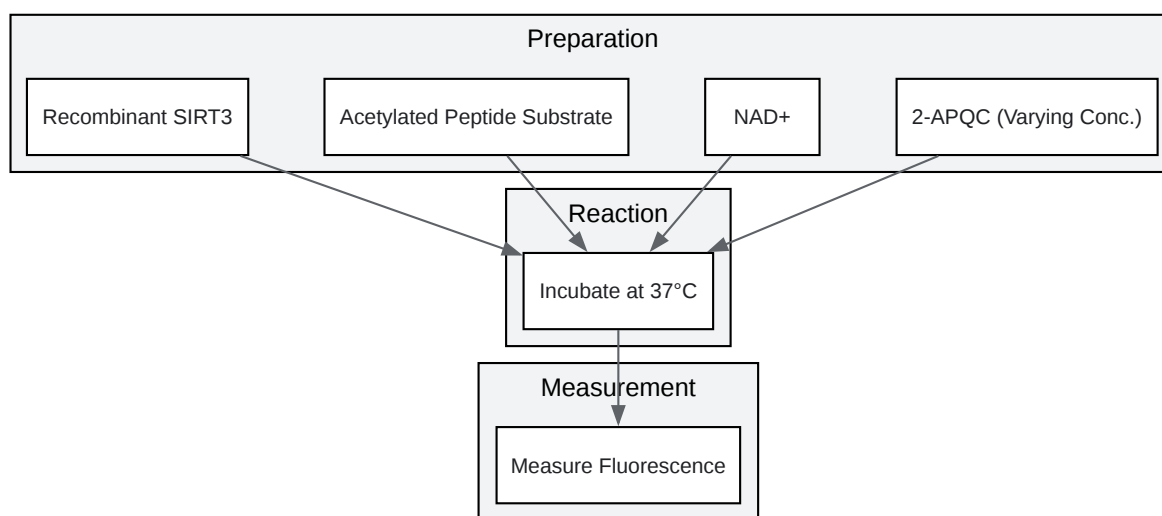 Preparation
Recombinant SIRT3
Acetylated Peptide Substrate
NAD+
2-APQC (Varying Conc.)
Reaction
Incubate at 37°C
Measurement
Measure Fluorescence